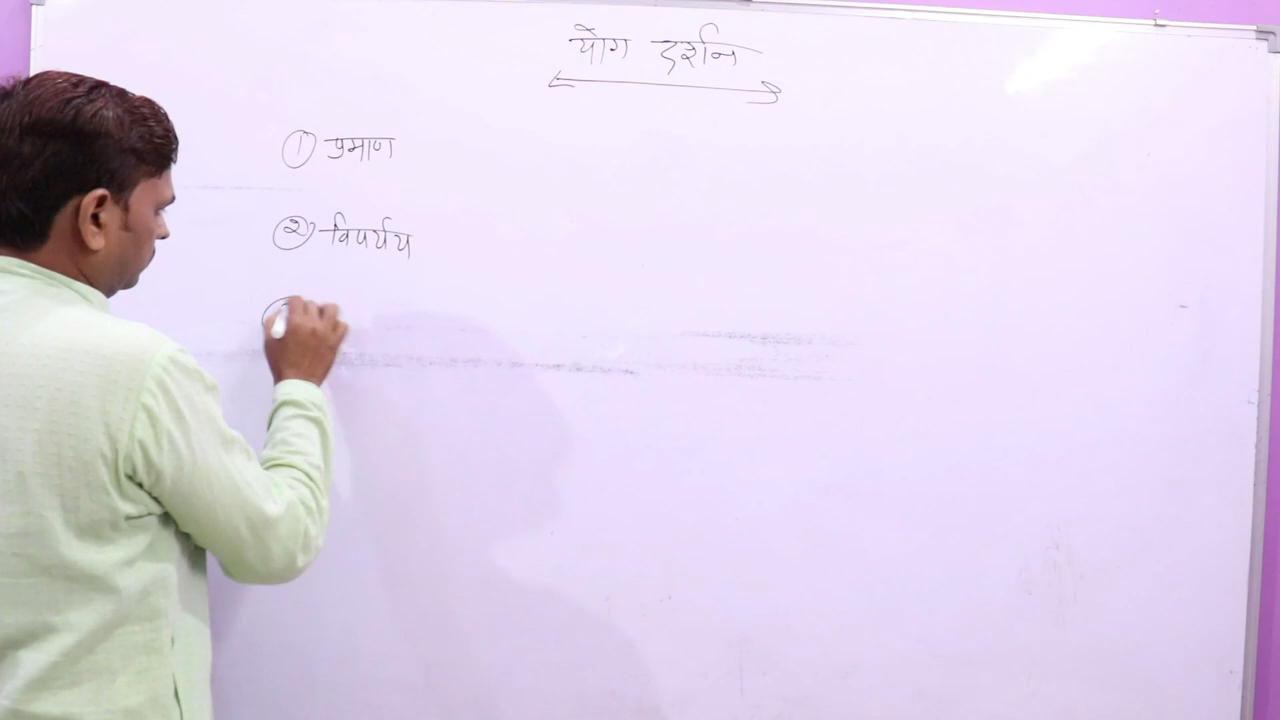 योग दर्शन
① प्रमाण
② विपर्यय